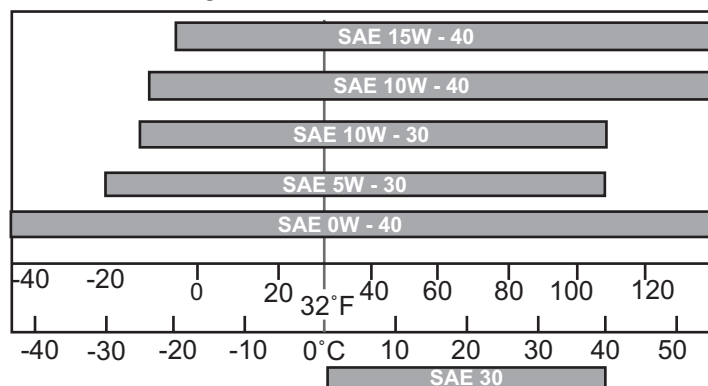 SAE 15W - 40
SAE 10W - 40
SAE 10W - 30
SAE 5W - 30
SAE 0W - 40
-40 -20 0 20 32˚F 40 60 80 100 120
-40 -30 -20 -10 0˚C 10 20 30 40 50
SAE 30